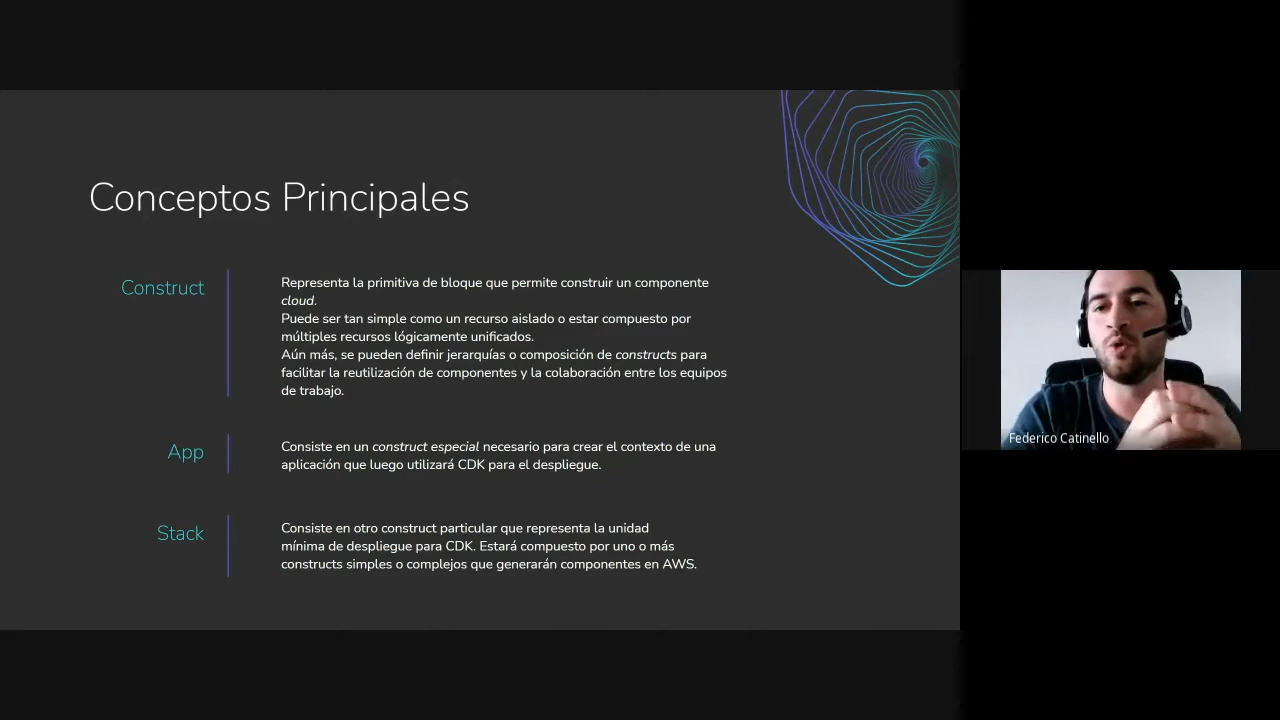 Conceptos Principales
Construct
Representa la primitiva de bloque que permite construir un componente
cloud.
Puede ser tan simple como un recurso aislado o estar compuesto por
múltiples recursos lógicamente unificados.
Aún más, se pueden definir jerarquías o composición de constructs para
facilitar la reutilización de componentes y la colaboración entre los equipos
de trabajo.
App
Consiste en un construct especial necesario para crear el contexto de una
aplicación que luego utilizará CDK para el despliegue.
Stack
Consiste en otro construct particular que representa la unidad
mínima de despliegue para CDK. Estará compuesto por uno o más
constructs simples o complejos que generarán componentes en AWS.
Federico Catinello